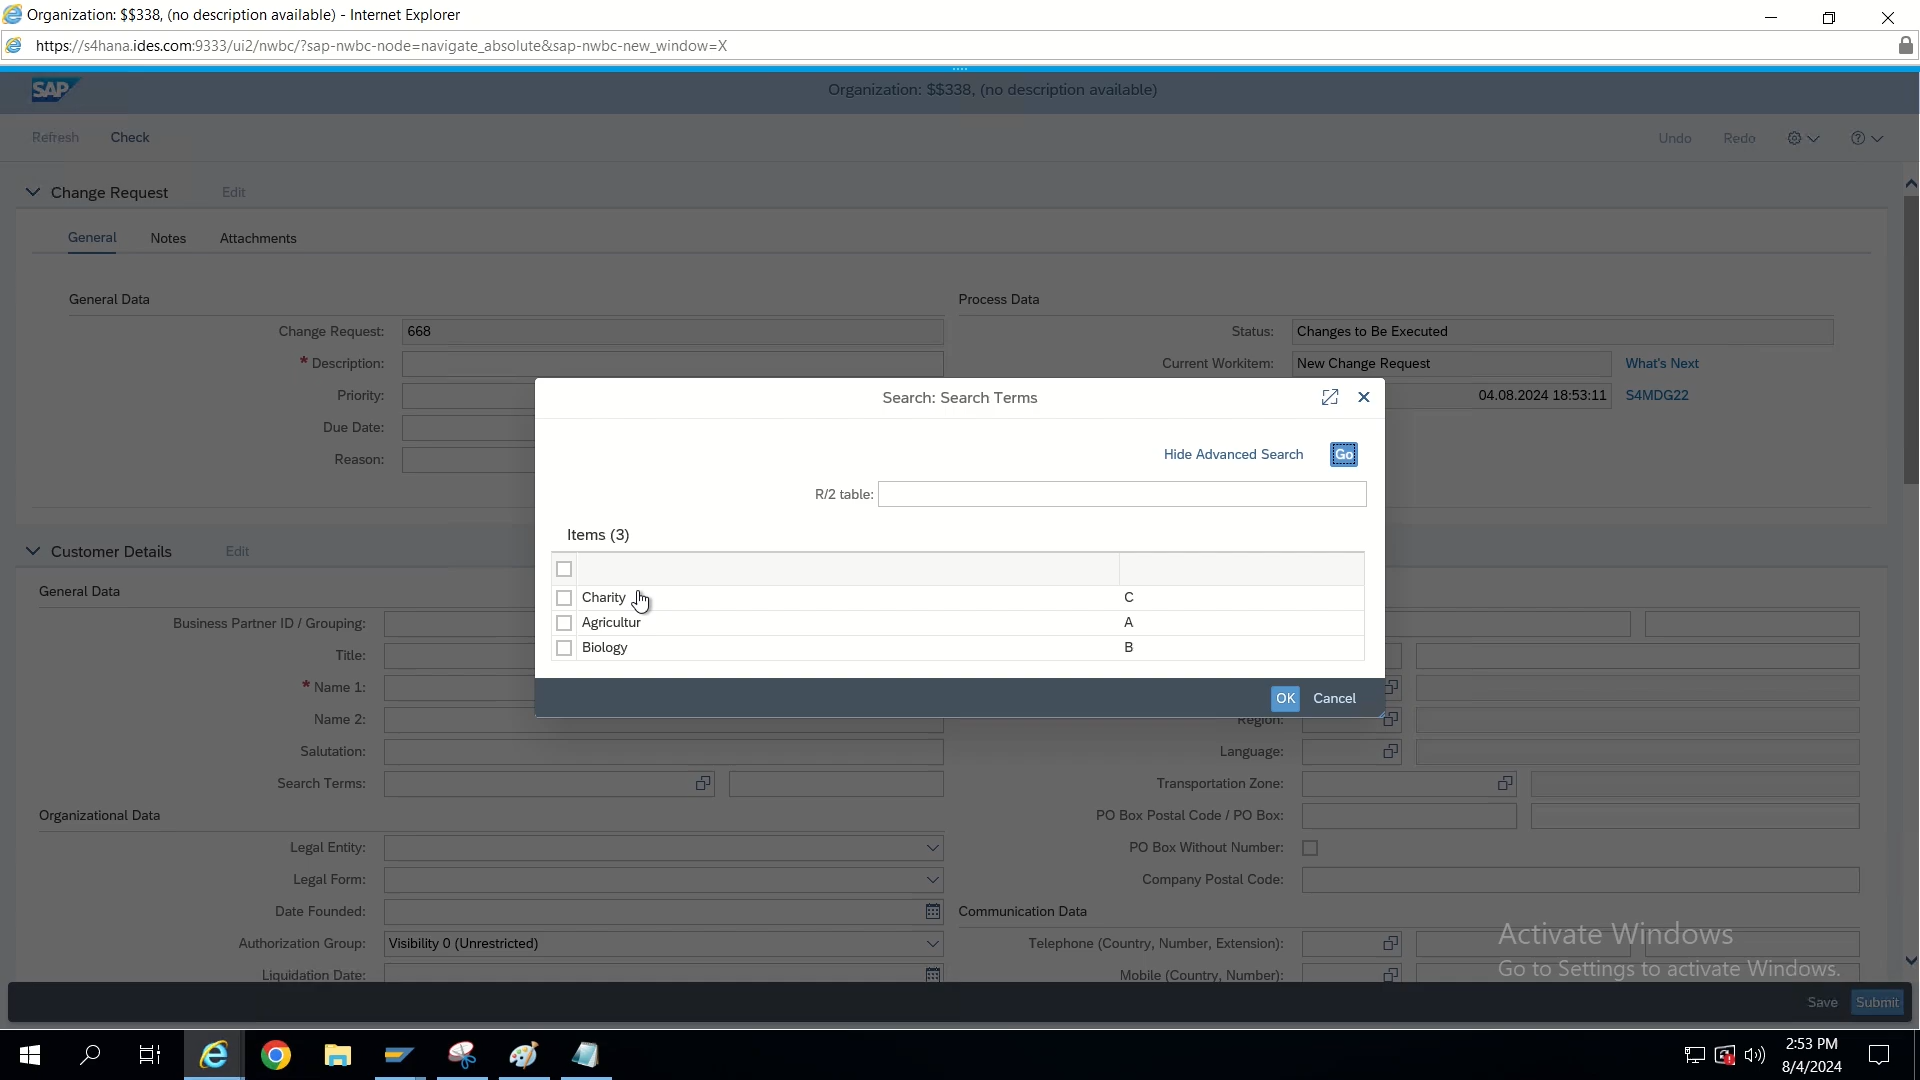 Organization: $$338, (no description available) - Internet Explorer
https://s4hana.ides.com:9333/ui2/nwbc/?sap-nwbc-node=navigate_absolute&sap-nwbc-new_window=X
SAP
Organization: $$338, (no description available)
Refresh Check Undo Redo
Change Request Edit
General Notes Attachments
General Data Process Data
Change Request: 668 Status: Changes to Be Executed
* Description: Current Workitem: New Change Request What's Next
Priority: 04.08.2024 18:53:11 S4MDG22
Due Date:
Reason:
Search: Search Terms
Hide Advanced Search Go
R/2 table:
Items (3)
Charity C
Agricultur A
Biology B
OK Cancel
Customer Details Edit
General Data
Business Partner ID / Grouping:
Title:
* Name 1:
Name 2: Region:
Salutation: Language:
Search Terms: Transportation Zone:
Organizational Data PO Box Postal Code / PO Box:
Legal Entity: PO Box Without Number:
Legal Form: Company Postal Code:
Date Founded: Communication Data
Authorization Group: Visibility 0 (Unrestricted) Telephone (Country, Number, Extension):
Liquidation Date: Mobile (Country, Number):
Activate Windows
Go to Settings to activate Windows.
Save Submit
2:53 PM
8/4/2024